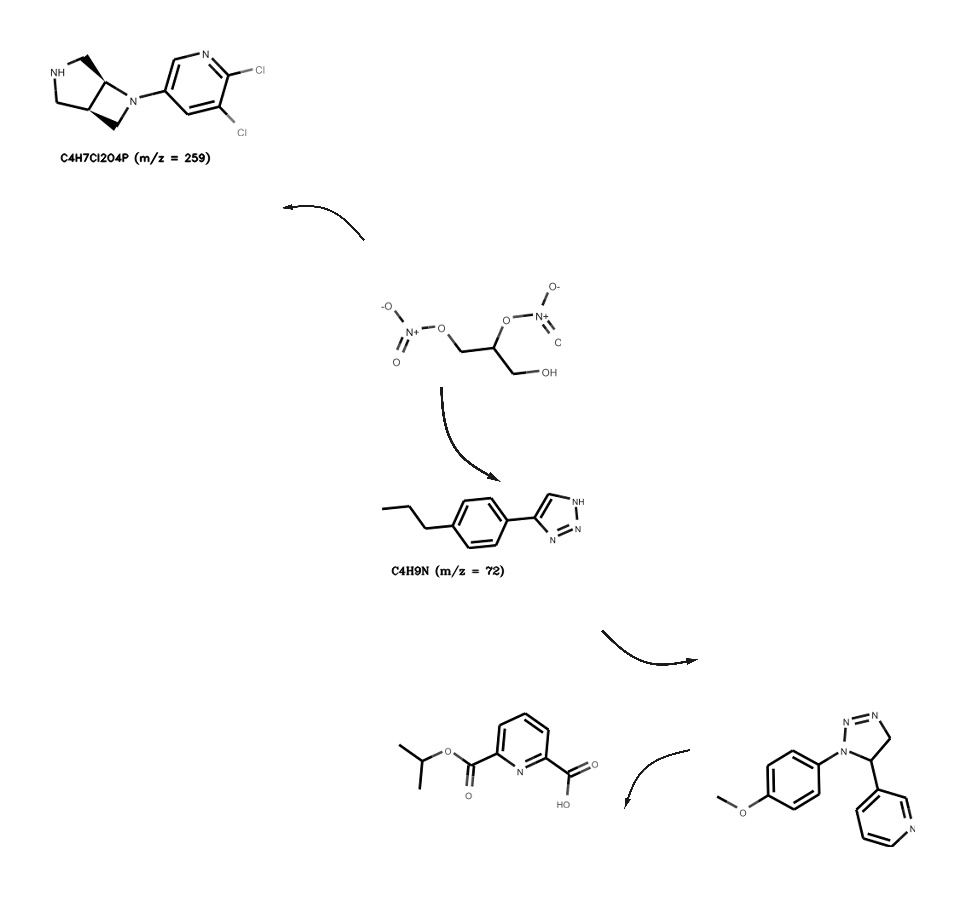 N
NH
Cl
N
Cl
C4H7Cl2O4P (m/z = 259)
O-
-O
O
N+
O
N+
O
O
OH
NH
N
N
C4H9N (m/z = 72)
N
N
O
N
O
N
O
HO
O
N